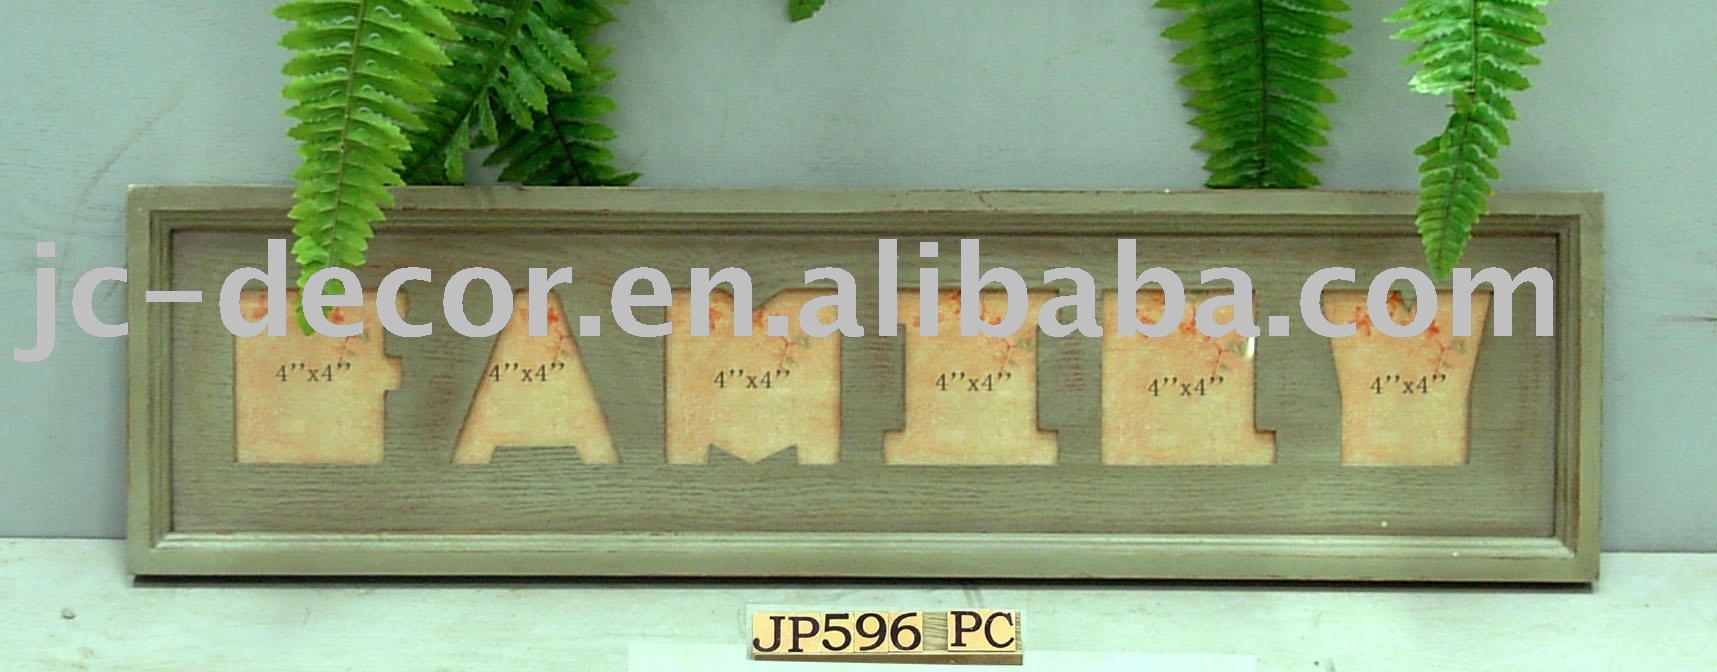 jc-decor.en.alibaba.com
FAMILY
4’’x4’’ 4’’x4’’ 4’’x4’’ 4’’x4’’ 4’’x4’’ 4’’x4’’
JP596 PC